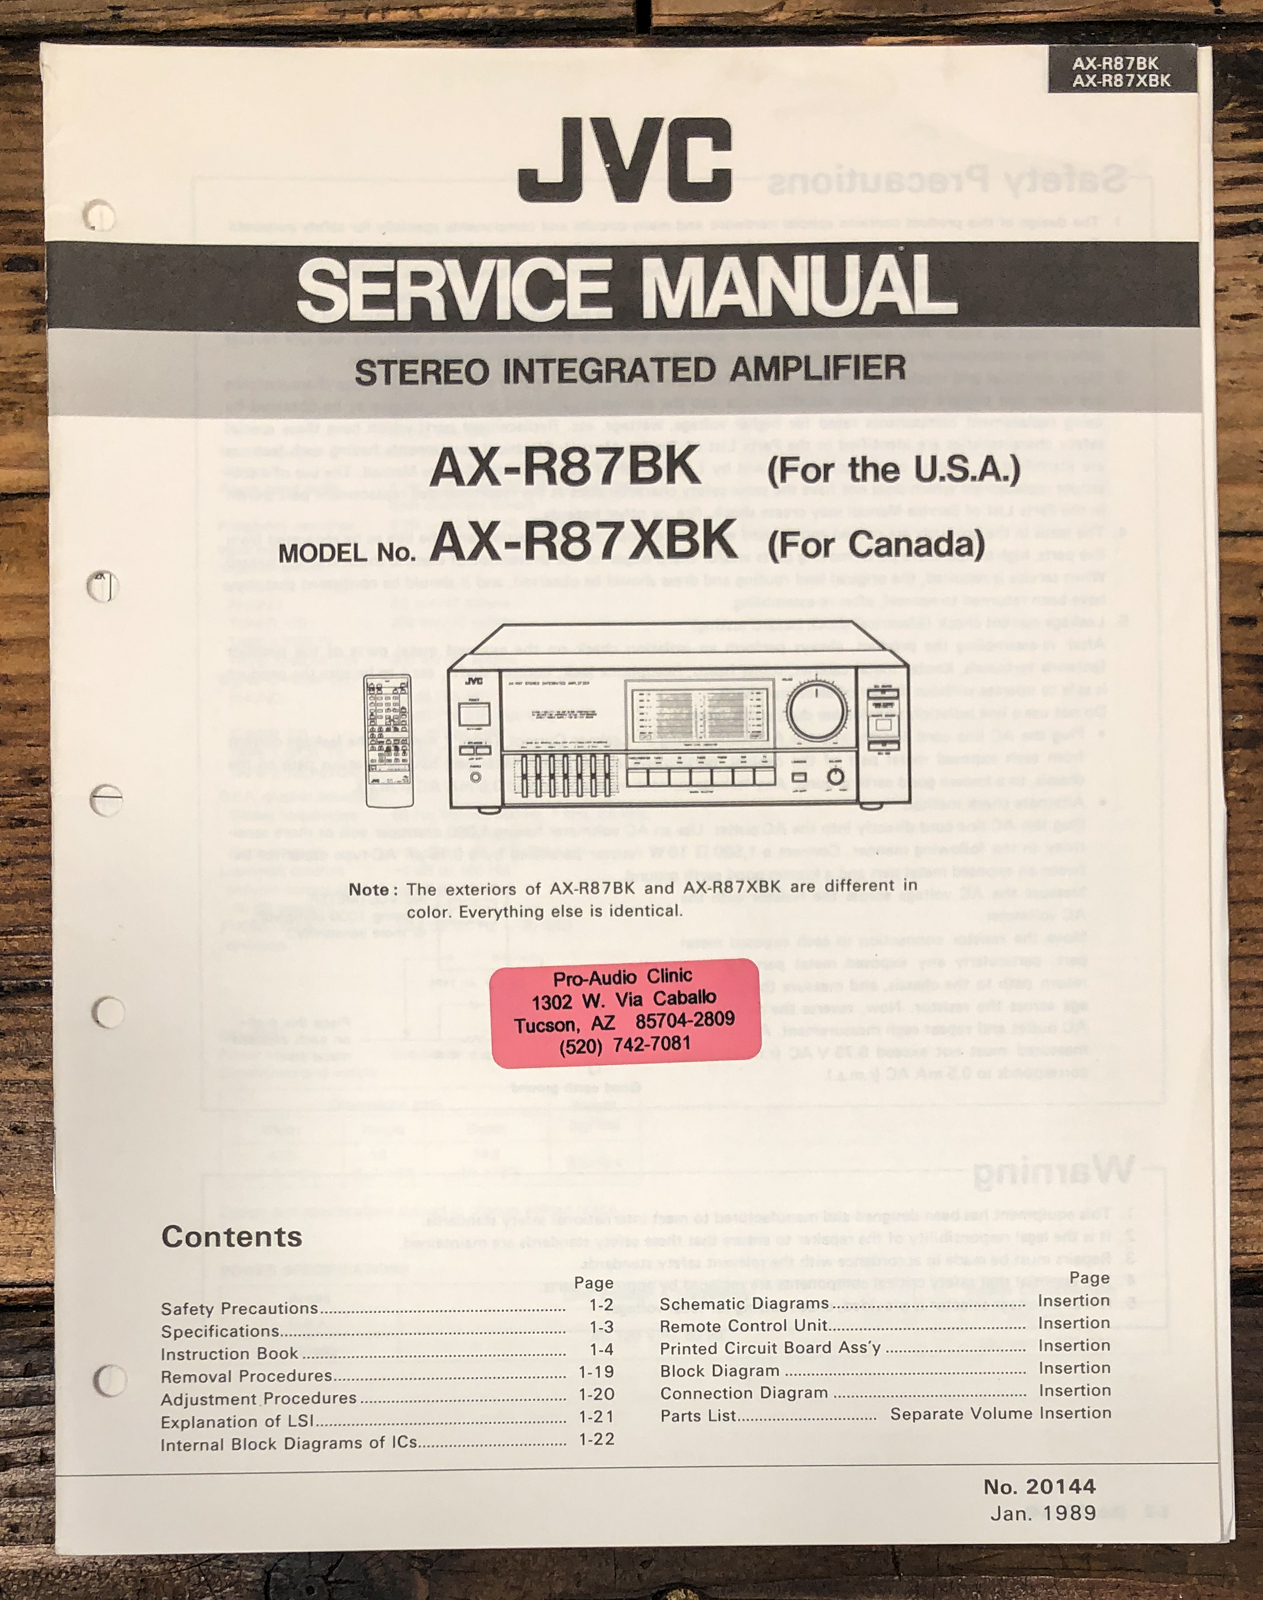 AX-R87BK
AX-R87XBK
JVC
SERVICE MANUAL
STEREO INTEGRATED AMPLIFIER
AX-R87BK (For the U.S.A.)
MODEL No. AX-R87XBK (For Canada)
JVC
Note : The exteriors of AX-R87BK and AX-R87XBK are different in
color. Everything else is identical.
Pro-Audio Clinic
1302 W. Via Caballo
Tucson, AZ 85704-2809
(520) 742-7081
Contents
Page
Safety Precautions 1-2
Specifications 1-3
Instruction Book 1-4
Removal Procedures 1-19
Adjustment Procedures 1-20
Explanation of LSI 1-21
Internal Block Diagrams of ICs 1-22
Page
Schematic Diagrams Insertion
Remote Control Unit Insertion
Printed Circuit Board Ass'y Insertion
Block Diagram Insertion
Connection Diagram Insertion
Parts List Separate Volume Insertion
No. 20144
Jan. 1989